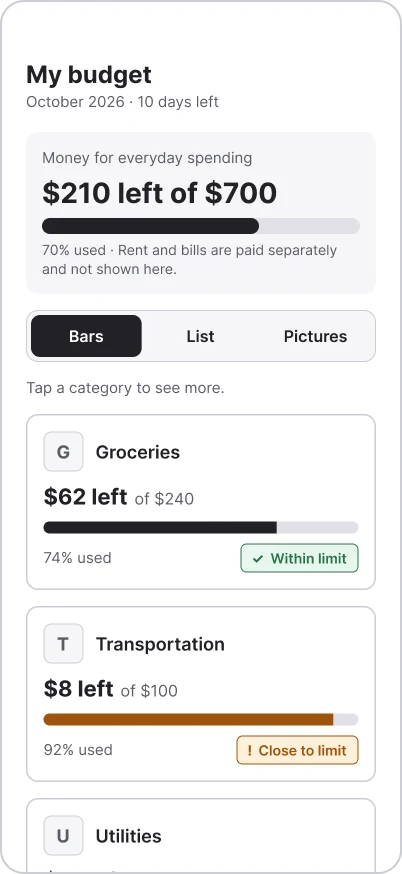 My budget
October 2026 · 10 days left
Money for everyday spending
$210 left of $700
70% used · Rent and bills are paid separately
and not shown here.
Bars
List
Pictures
Tap a category to see more.
G
Groceries
$62 left of $240
74% used
✓ Within limit
T
Transportation
$8 left of $100
92% used
! Close to limit
U
Utilities